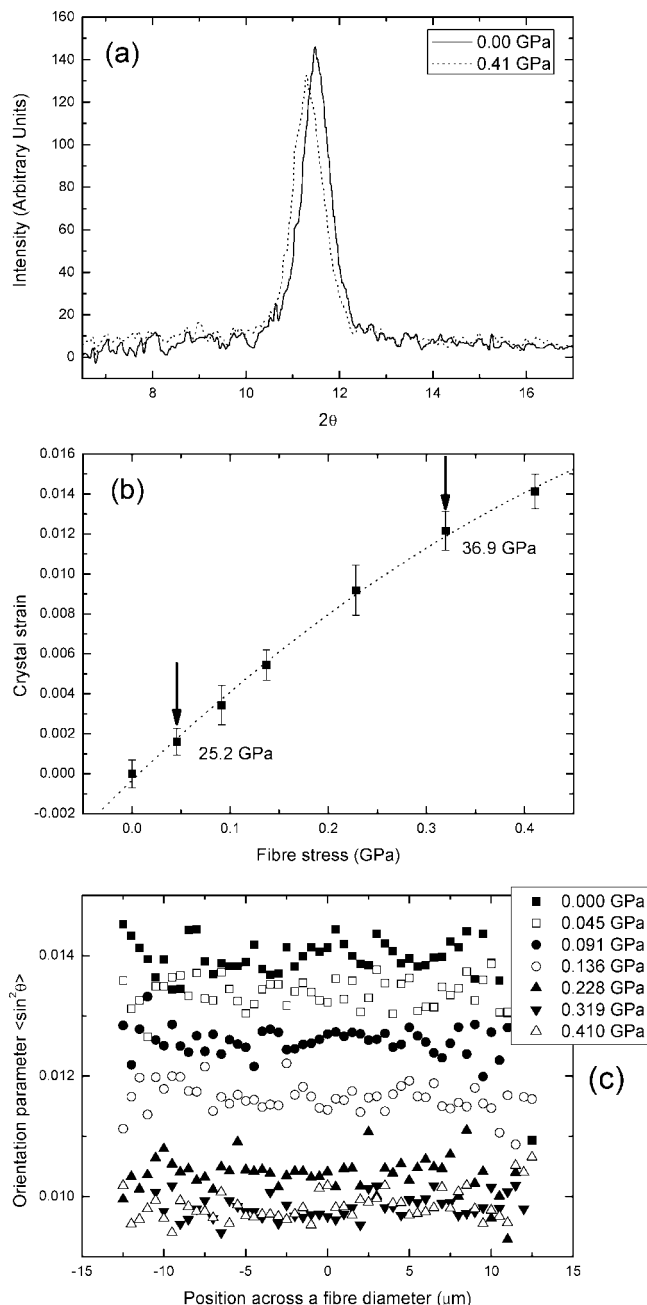 (a)
0.00 GPa
0.41 GPa
160
140
120
100
80
60
40
20
0
Intensity (Arbitrary Units)
8 10 12 14 16
2θ
(b)
0.016
0.014
0.012
0.010
0.008
0.006
0.004
0.002
0.000
-0.002
Crystal strain
36.9 GPa
25.2 GPa
0.0 0.1 0.2 0.3 0.4
Fibre stress (GPa)
0.000 GPa
0.045 GPa
0.091 GPa
0.136 GPa
0.228 GPa
0.319 GPa
0.410 GPa
(c)
0.014
0.012
0.010
Orientation parameter <sin²θ>
-15 -10 -5 0 5 10 15
Position across a fibre diameter (um)